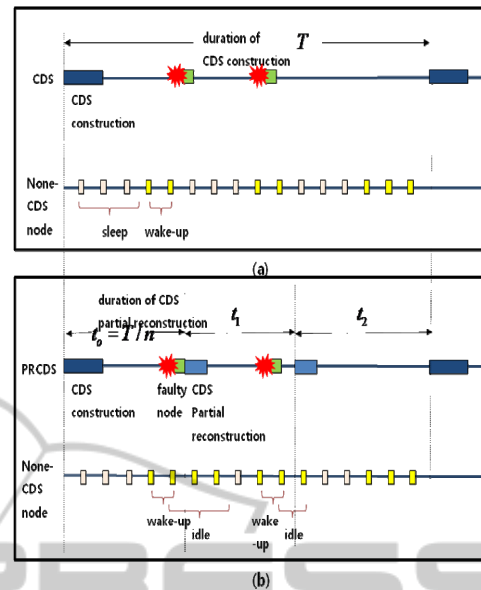 duration of
CDS construction
T
CDS
CDS
construction
None-
CDS
node
sleep
wake-up
(a)
duration of CDS
partial reconstruction
t₀ = T / n
t₁
t₂
PRCDS
CDS
construction
faulty
node
CDS
Partial
reconstruction
None-
CDS
node
wake-up
idle
wake
-up
idle
(b)